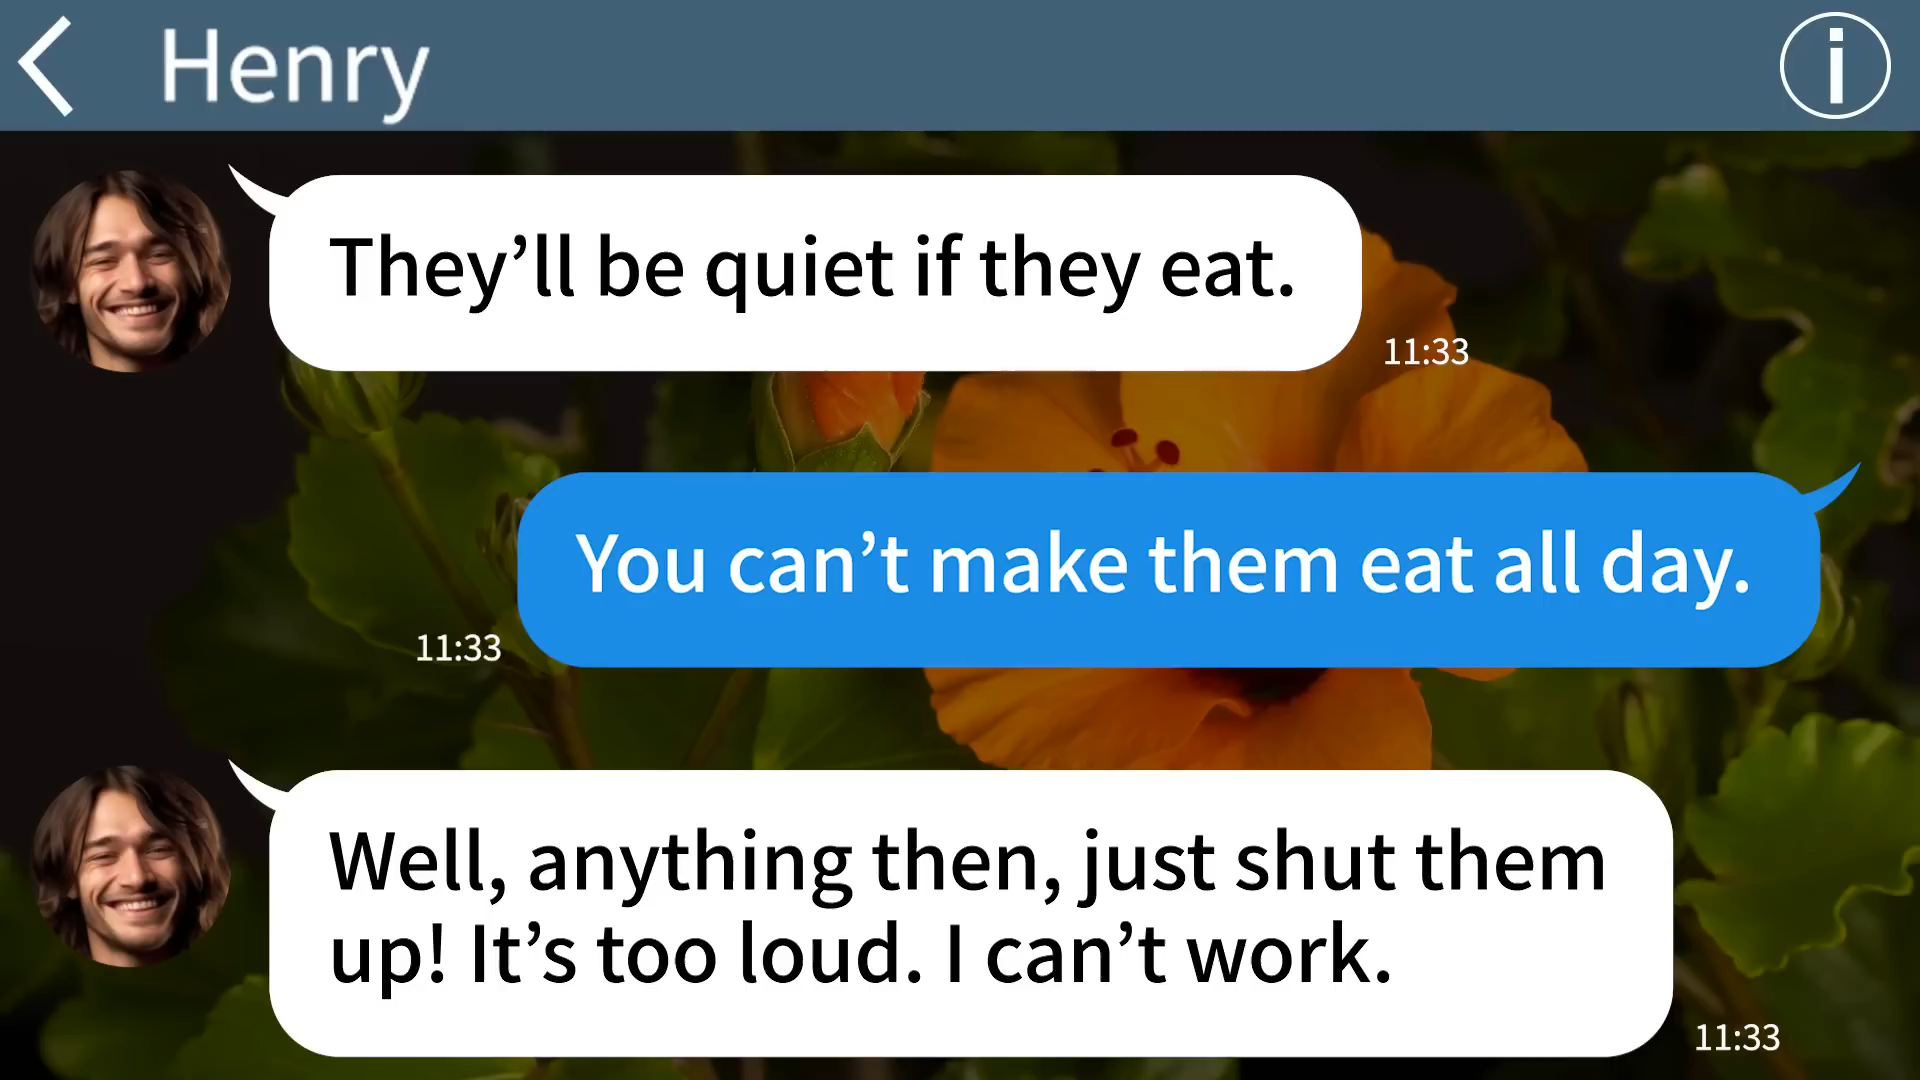 Henry
They’ll be quiet if they eat.
11:33
You can’t make them eat all day.
11:33
Well, anything then, just shut them
up! It’s too loud. I can’t work.
11:33